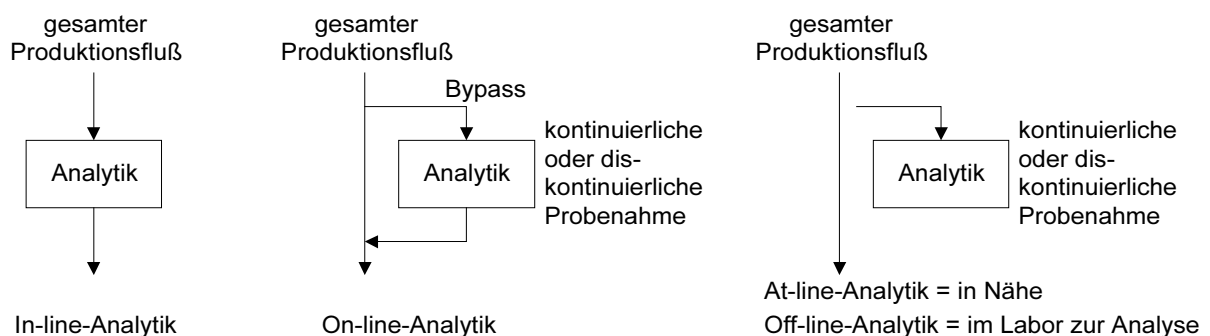 gesamter
Produktionsfluß
Analytik
In-line-Analytik
gesamter
Produktionsfluß
Bypass
Analytik
kontinuierliche
oder dis-
kontinuierliche
Probenahme
On-line-Analytik
gesamter
Produktionsfluß
Analytik
kontinuierliche
oder dis-
kontinuierliche
Probenahme
At-line-Analytik = in Nähe
Off-line-Analytik = im Labor zur Analyse